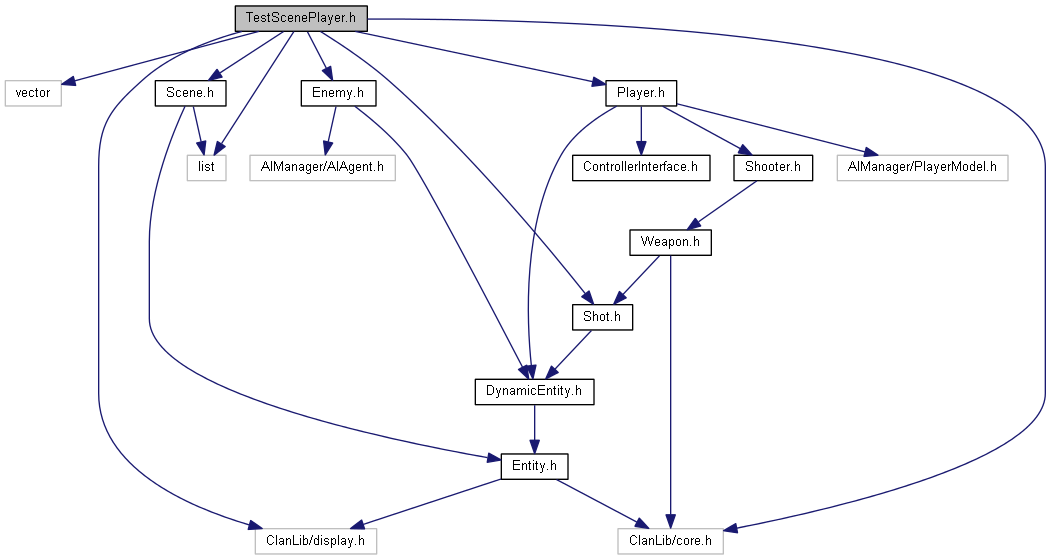 TestScenePlayer.h
vector
Scene.h
Enemy.h
Player.h
list
AIManager/AIAgent.h
ControllerInterface.h
Shooter.h
AIManager/PlayerModel.h
Weapon.h
Shot.h
DynamicEntity.h
Entity.h
ClanLib/display.h
ClanLib/core.h